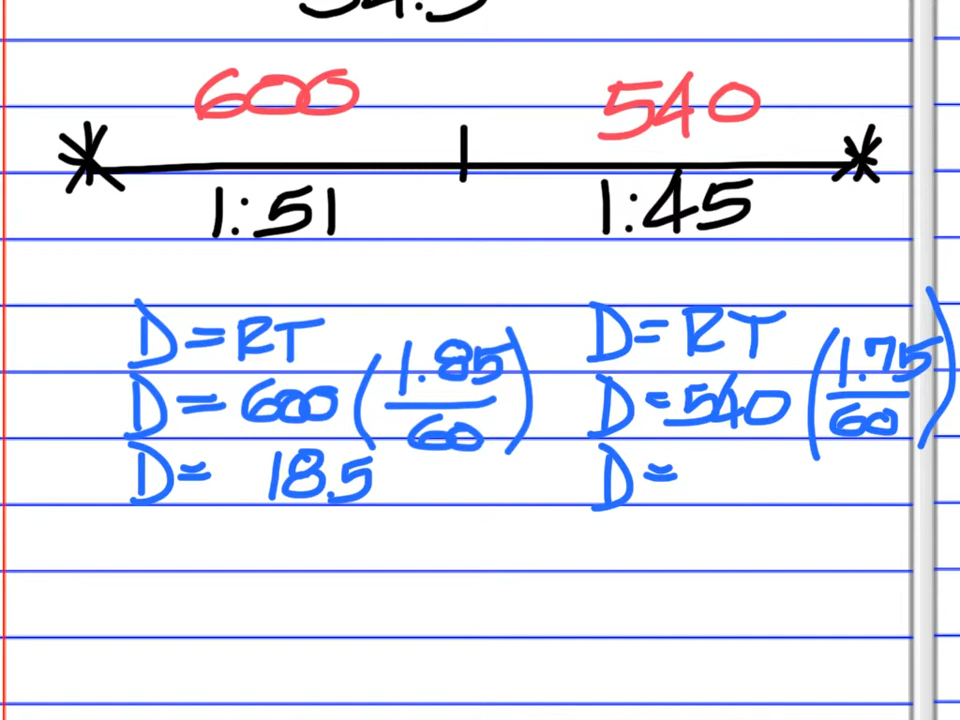 600 540
1:51 1:45
D=RT D=RT
D=600(1.85/60) D=540(1.75/60)
D= 18.5 D=